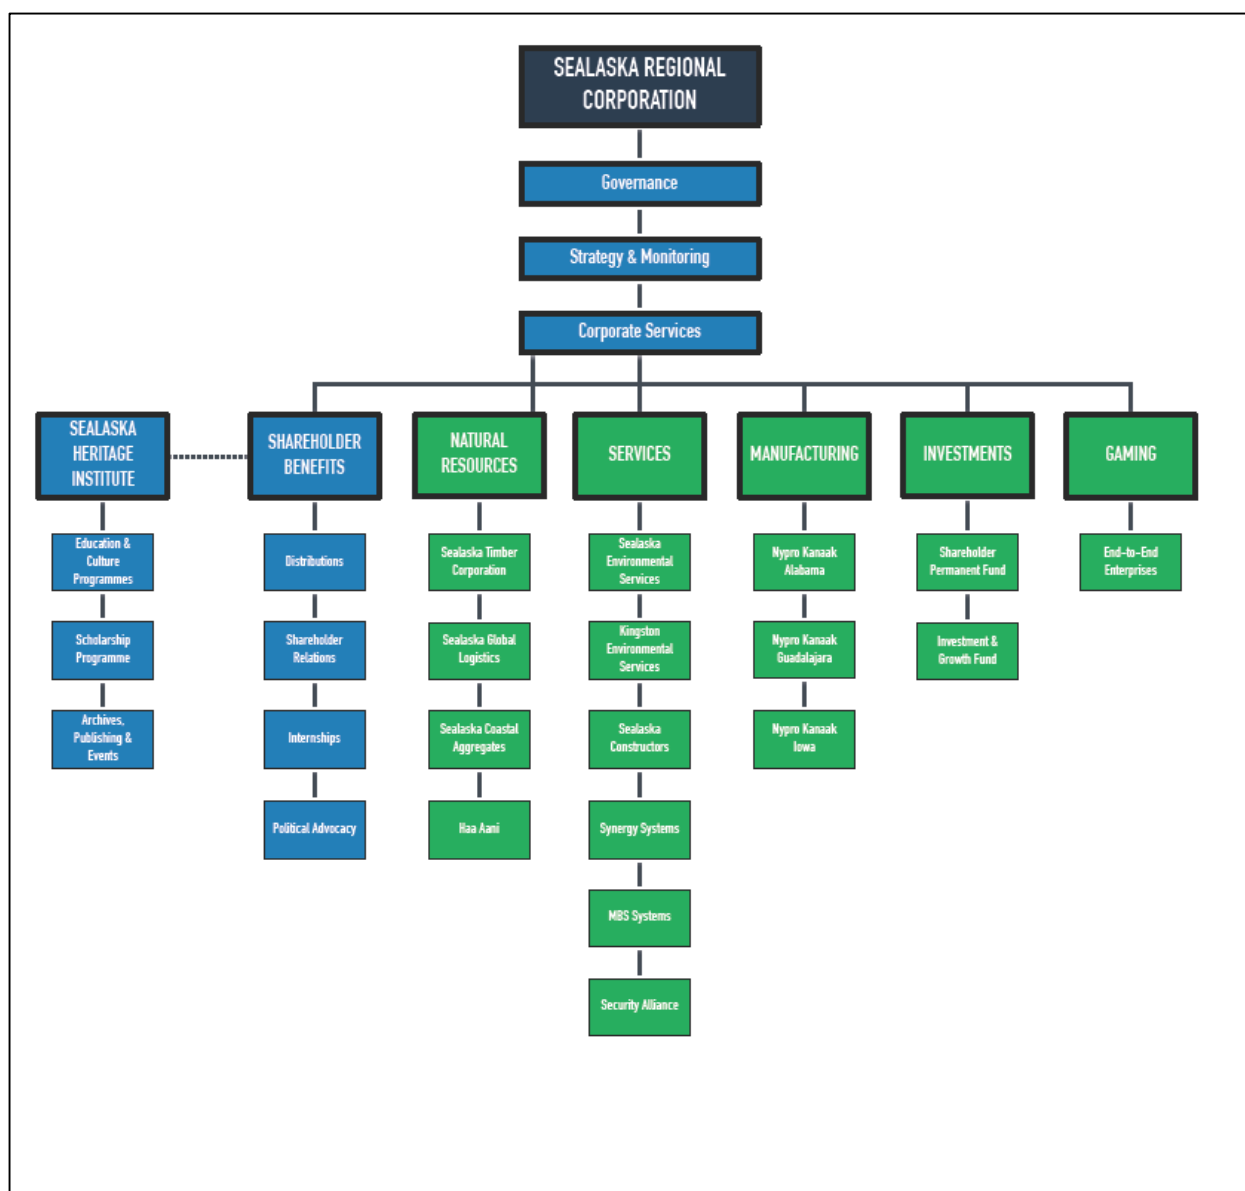 SEALASKA REGIONAL
CORPORATION
Governance
Strategy & Monitoring
Corporate Services
SEALASKA
HERITAGE
INSTITUTE
SHAREHOLDER
BENEFITS
NATURAL
RESOURCES
SERVICES
MANUFACTURING
INVESTMENTS
GAMING
Education &
Culture
Programmes
Scholarship
Programme
Archives,
Publishing &
Events
Distributions
Shareholder
Relations
Internships
Political Advocacy
Sealaska Timber
Corporation
Sealaska Global
Logistics
Sealaska Coastal
Aggregates
Haa Aani
Sealaska
Environmental
Services
Kingston
Environmental
Services
Sealaska
Constructors
Synergy Systems
MBS Systems
Security Alliance
Nypro Kanaak
Alabama
Nypro Kanaak
Guadalajara
Nypro Kanaak
Iowa
Shareholder
Permanent Fund
Investment &
Growth Fund
End-to-End
Enterprises